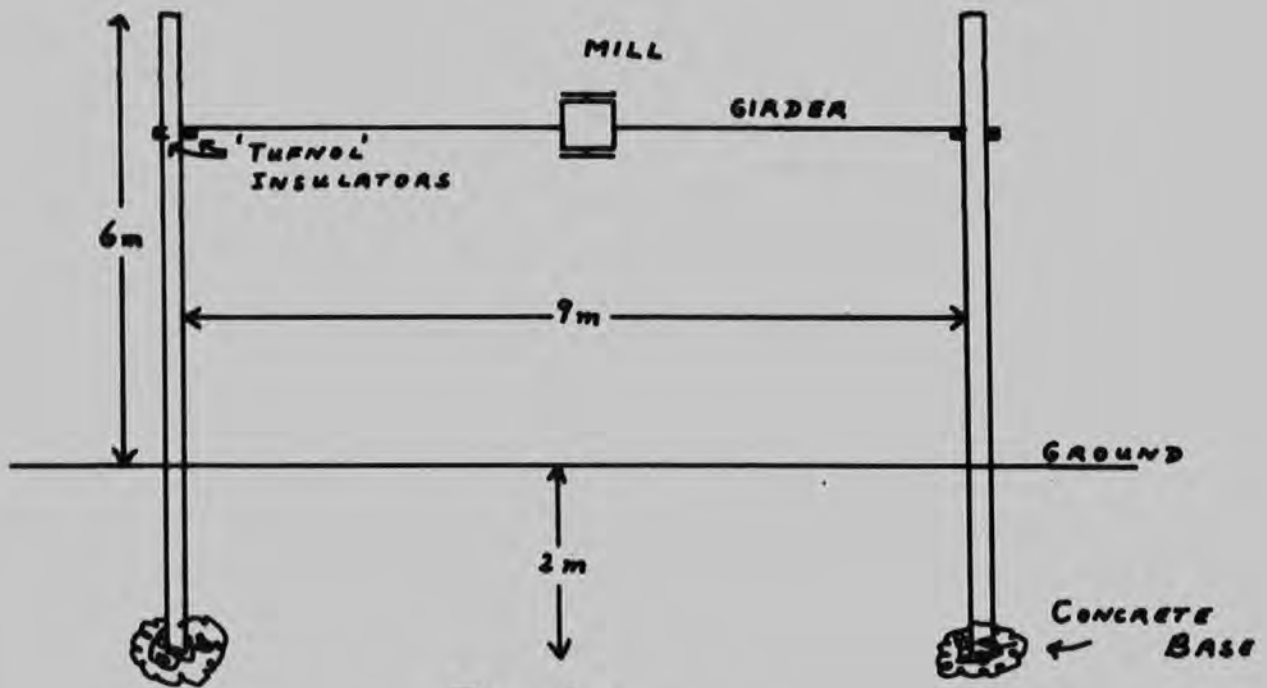 MILL
GIRDER
'TUFNOL'
INSULATORS
6m
9m
GROUND
2m
CONCRETE
BASE